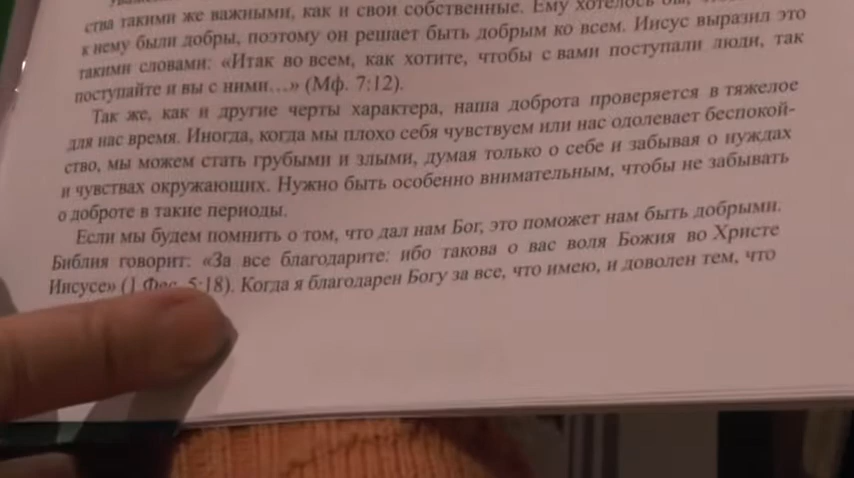 ства такими же важными, как и свои собственные. Ему хотелось бы,
к нему были добры, поэтому он решает быть добрым ко всем. Иисус выразил это
такими словами: «Итак во всем, как хотите, чтобы с вами поступали люди, так
поступайте и вы с ними...» (Мф. 7:12).
Так же, как и другие черты характера, наша доброта проверяется в тяжелое
для нас время. Иногда, когда мы плохо себя чувствуем или нас одолевает беспокой-
ство, мы можем стать грубыми и злыми, думая только о себе и забывая о нуждах
и чувствах окружающих. Нужно быть особенно внимательным, чтобы не забывать
о доброте в такие периоды.
Если мы будем помнить о том, что дал нам Бог, это поможет нам быть добрыми.
Библия говорит: «За все благодарите: ибо такова о вас воля Божия во Христе
Иисусе» (1 Фес. 5:18). Когда я благодарен Богу за все, что имею, и доволен тем, что